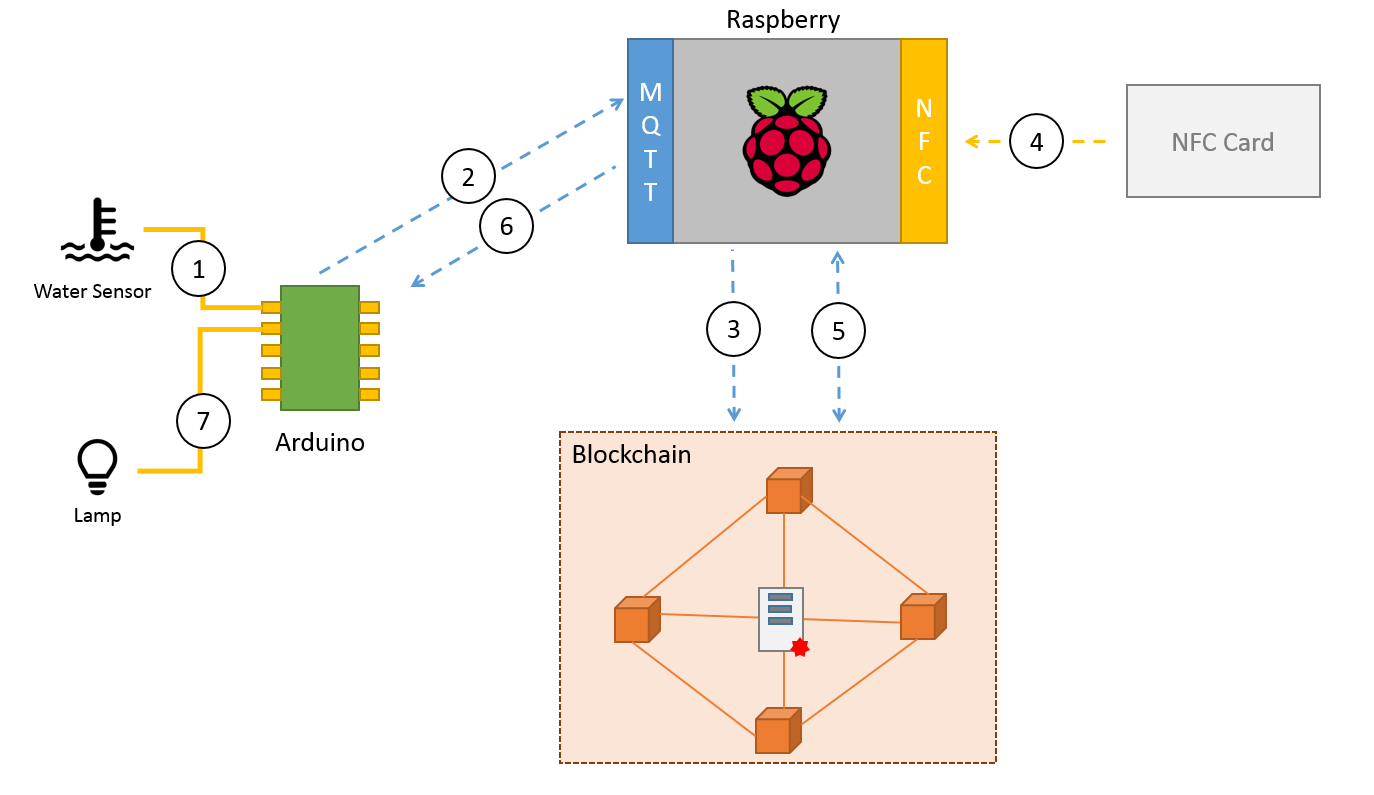 Raspberry
M
Q
T
T
N
F
C
NFC Card
4
2
6
1
Water Sensor
3
5
7
Arduino
Blockchain
Lamp